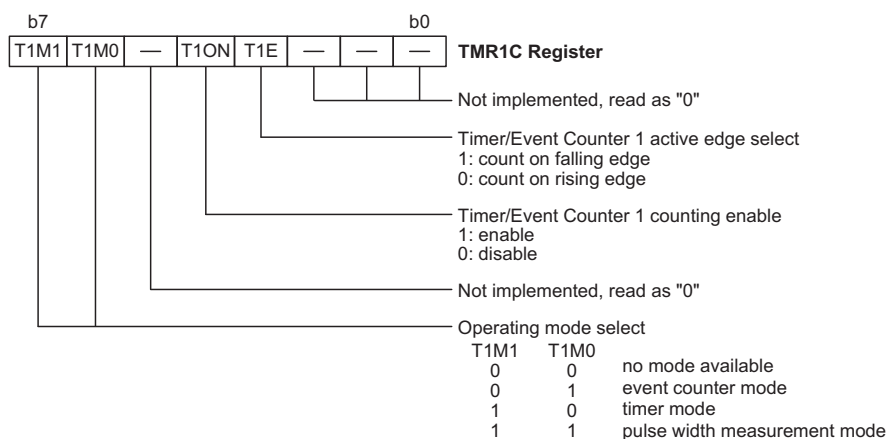 b7 b0
T1M1 T1M0 — T1ON T1E — — — TMR1C Register
Not implemented, read as "0"
Timer/Event Counter 1 active edge select
1: count on falling edge
0: count on rising edge
Timer/Event Counter 1 counting enable
1: enable
0: disable
Not implemented, read as "0"
Operating mode select
T1M1 T1M0
0 0 no mode available
0 1 event counter mode
1 0 timer mode
1 1 pulse width measurement mode